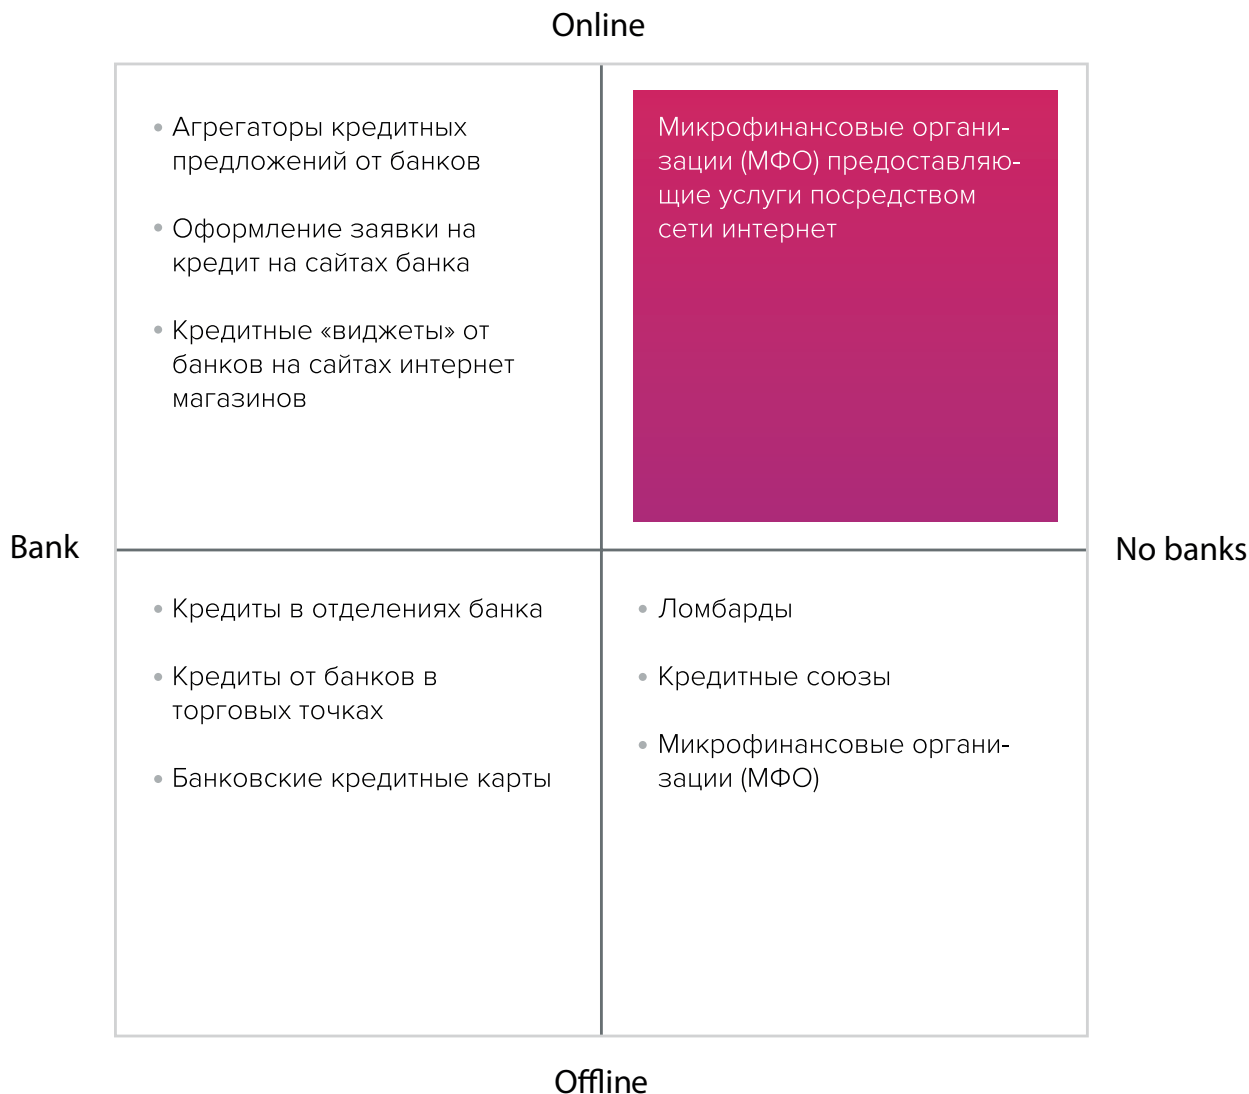 Online
• Агрегаторы кредитных
предложений от банков
• Оформление заявки на
кредит на сайтах банка
• Кредитные «виджеты» от
банков на сайтах интернет
магазинов
Микрофинансовые органи-
зации (МФО) предоставляю-
щие услуги посредством
сети интернет
Bank
No banks
• Кредиты в отделениях банка
• Кредиты от банков в
торговых точках
• Банковские кредитные карты
• Ломбарды
• Кредитные союзы
• Микрофинансовые органи-
зации (МФО)
Offline